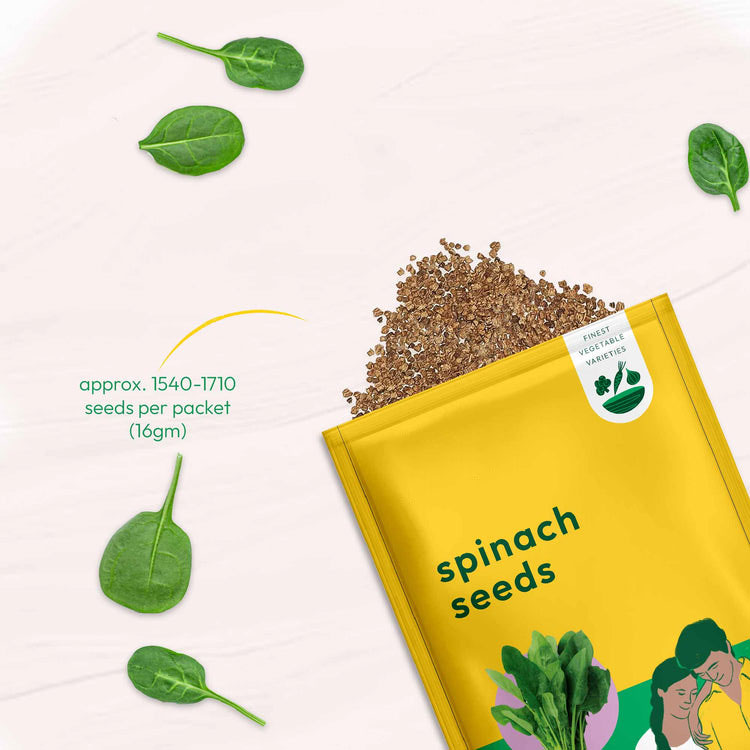 FINEST
VEGETABLE
VARIETIES
approx. 1540-1710
seeds per packet
(16gm)
spinach
seeds